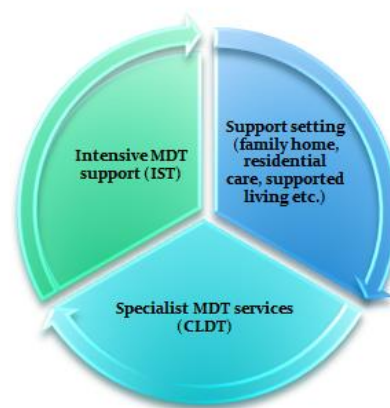 Intensive MDT
support (IST)
Support setting
(family home,
residential
care, supported
living etc.)
Specialist MDT services
(CLDT)